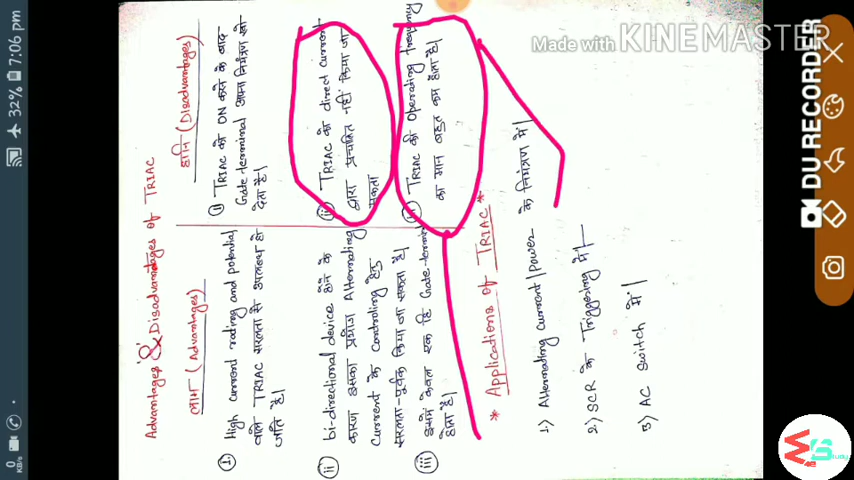 Advantages & Disadvantages of TRIAC
लाभ (Advantages)
i. High current rating and potential
वाले TRIAC सरलता से उपलब्ध हो
जाते है।
ii bi-directional device होने के
कारण इसका प्रयोग Alternating
Current के Controlling हेतु
सरलता-पूर्वक किया जा सकता है।
iii इसमें केवल एक हि Gate-termin
होता है।
हानि (Disadvantages)
i TRIAC को ON करने के बाद
Gate terminal अपना नियंत्रण खो
देता है।
ii TRIAC को direct current
द्वारा प्रचालित नहीं किया जा
सकता
TRIAC की Operating frequency
का मान बहुत कम होता है।
* Applications of TRIAC *
1.) Alternating current/power के नियंत्रण में।
2) SCR के Triggering में।
3) AC Switch में।
Made with KINEMASTER
DU RECORDER
7:06 pm
32%
0
KB/s